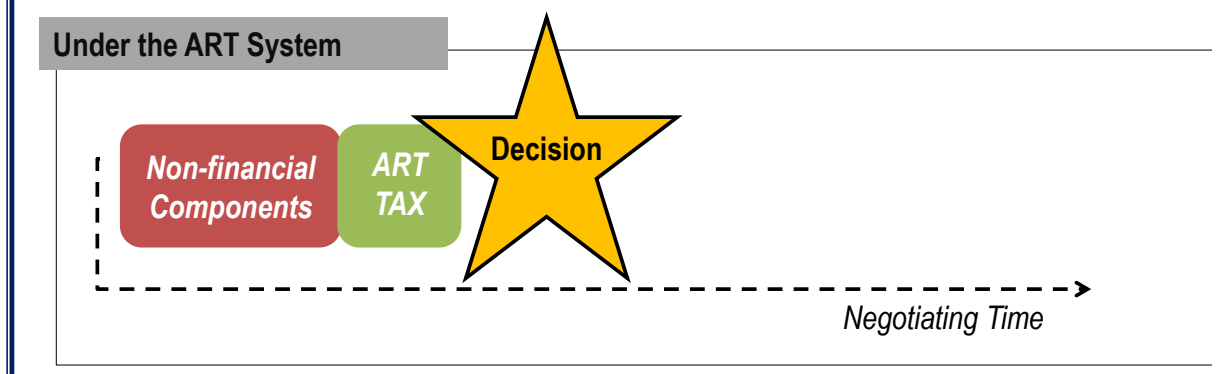 Under the ART System
Non-financial
Components
ART
TAX
Decision
Negotiating Time